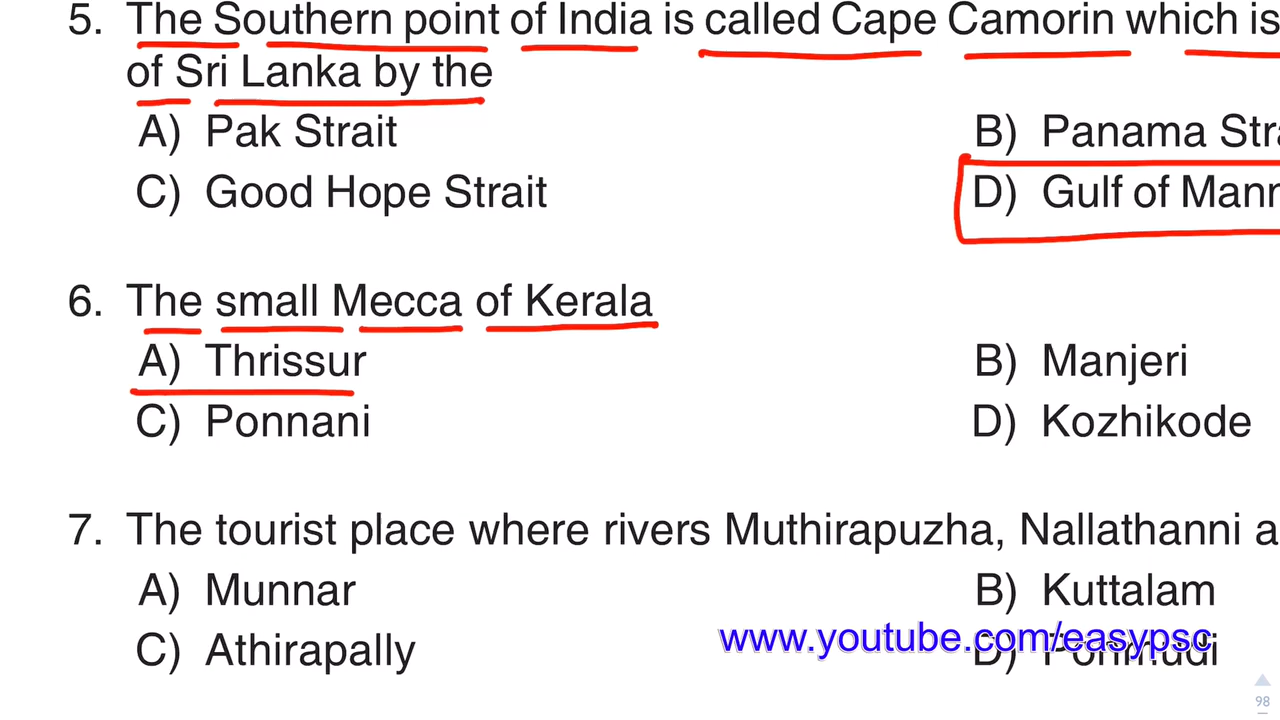 5. The Southern point of India is called Cape Camorin which is
of Sri Lanka by the
A) Pak Strait
B) Panama Stra
C) Good Hope Strait
D) Gulf of Mann
6. The small Mecca of Kerala
A) Thrissur
B) Manjeri
C) Ponnani
D) Kozhikode
7. The tourist place where rivers Muthirapuzha, Nallathanni a
A) Munnar
B) Kuttalam
C) Athirapally
D) Ponmudi
www.youtube.com/easypsc
98